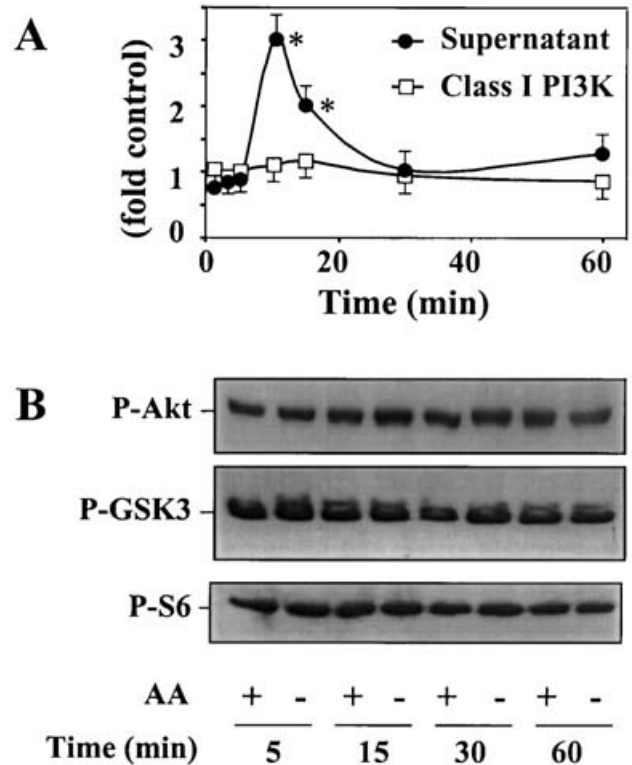 A
(fold control)
3
2
1
0
*
*
Supernatant
Class I PI3K
0 20 40 60
Time (min)
B
P-Akt
P-GSK3
P-S6
AA + - + - + - + -
Time (min) 5 15 30 60